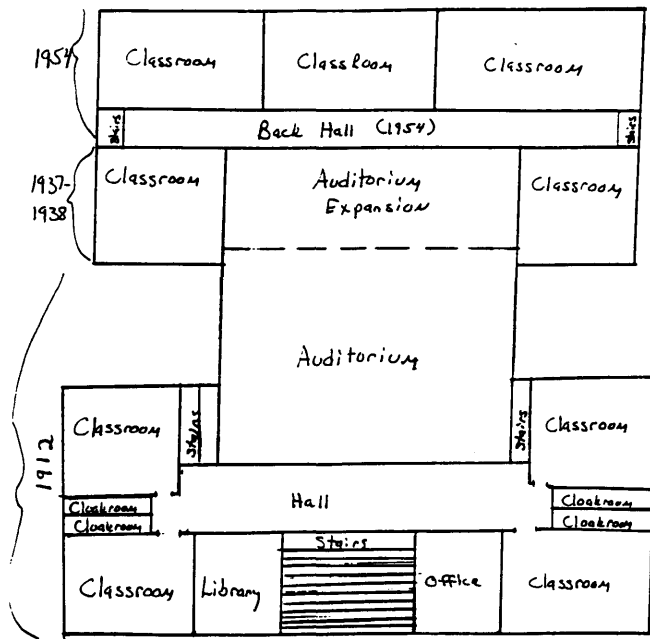 1954
Classroom
ClassRoom
Classroom
Stairs
Back Hall (1954)
Stairs
1937-
1938
Classroom
Auditorium
Expansion
Classroom
Auditorium
1912
Classroom
Stairs
Stairs
Classroom
Cloakroom
Cloakroom
Hall
Cloakroom
Cloakroom
Stairs
Classroom
Library
Office
Classroom